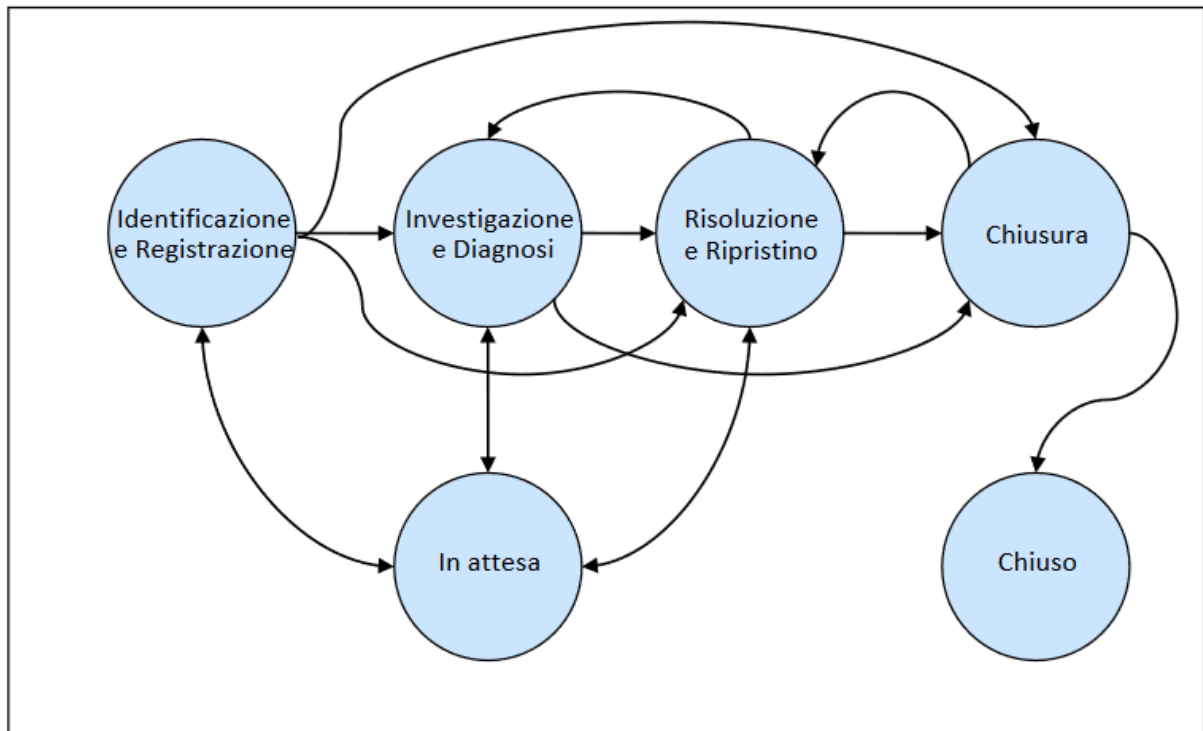 Identificazione
e Registrazione
Investigazione
e Diagnosi
Risoluzione
e Ripristino
Chiusura
In attesa
Chiuso